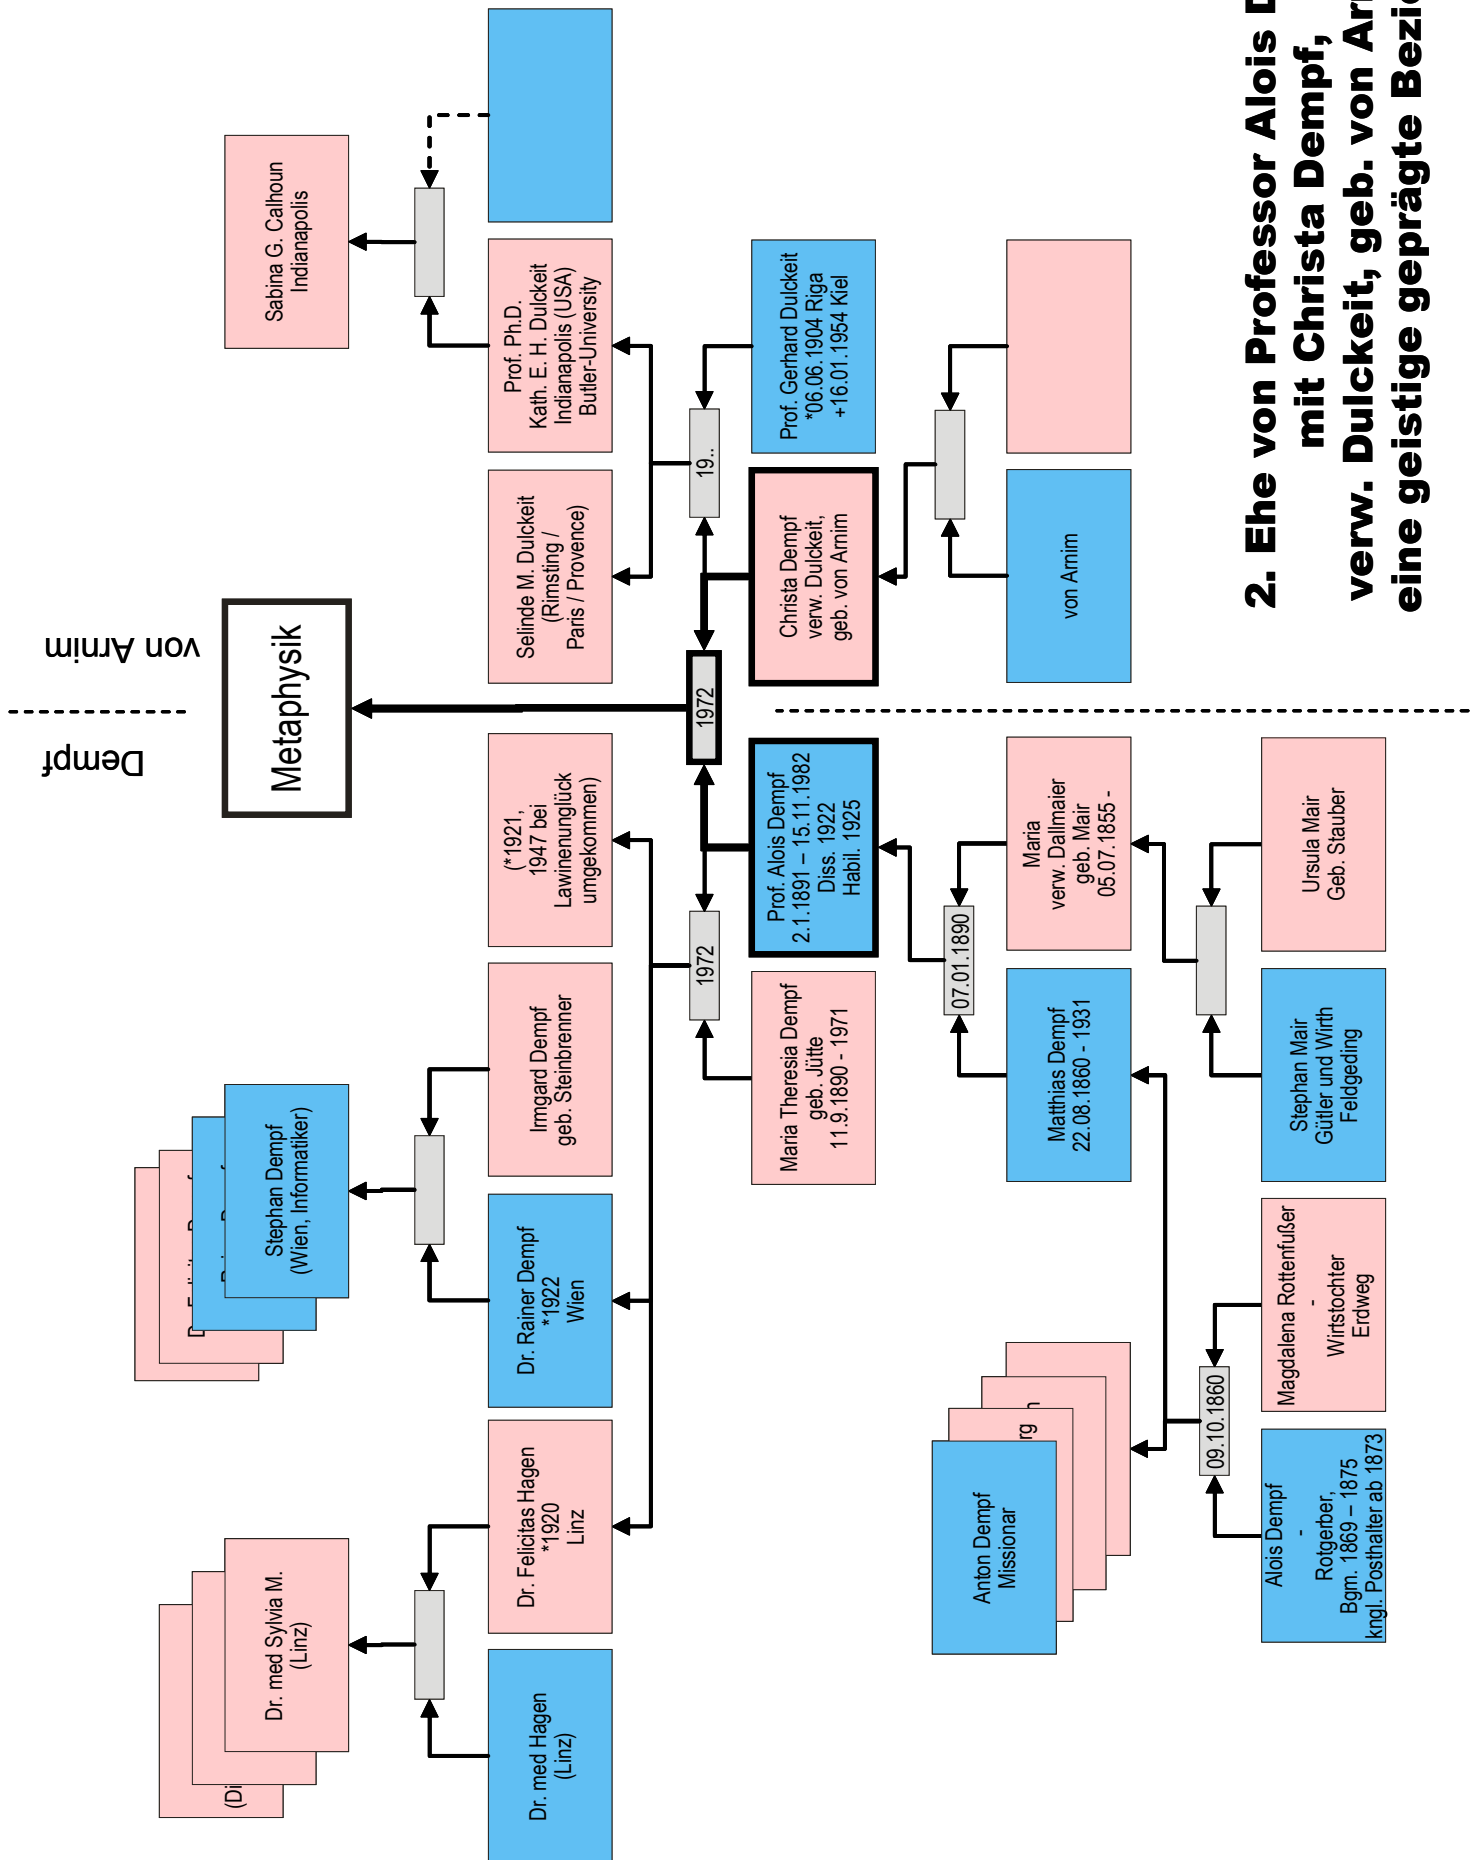 Dempf
von Arnim
Metaphysik
Dr. med Sylvia M.
(Linz)
(Di
Stephan Dempf
(Wien, Informatiker)
Sabina G. Calhoun
Indianapolis
Dr. med Hagen
(Linz)
Dr. Felicitas Hagen
*1920
Linz
Dr. Rainer Dempf
*1922
Wien
Irmgard Dempf
geb. Steinbrenner
(*1921,
1947 bei
Lawinenunglück
umgekommen)
Selinde M. Dulckeit
(Rimsting /
Paris / Provence)
Prof. Ph.D.
Kath. E. H. Dulckeit
Indianapolis (USA)
Butler-University
1972
1972
19..
Maria Theresia Dempf
geb. Jütte
11.9.1890 - 1971
Prof. Alois Dempf
2.1.1891 – 15.11.1982
Diss. 1922
Habil. 1925
Christa Dempf
verw. Dulckeit,
geb. von Arnim
Prof. Gerhard Dulckeit
*06.06.1904 Riga
+16.01.1954 Kiel
07.01.1890
Anton Dempf
Missionar
rg
n
Matthias Dempf
22.08.1860 - 1931
Maria
verw. Dallmaier
geb. Mair
05.07.1855 -
von Arnim
09.10.1860
Alois Dempf
-
Rotgerber,
Bgm. 1869 – 1875
kngl. Posthalter ab 1873
Magdalena Rottenfußer
-
Wirtstochter
Erdweg
Stephan Mair
Gütler und Wirth
Feldgeding
Ursula Mair
Geb. Stauber
2. Ehe von Professor Alois D
mit Christa Dempf,
verw. Dulckeit, geb. von Arn
eine geistige geprägte Bezie